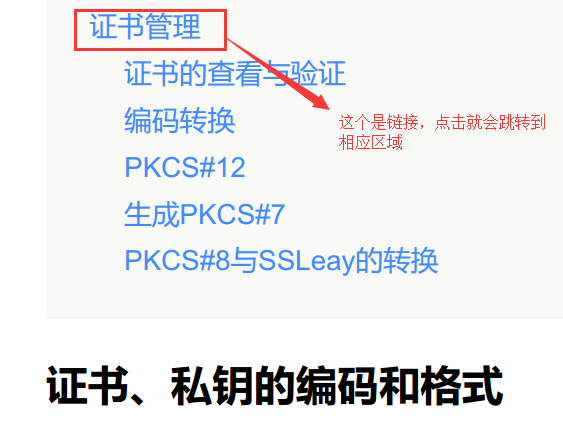 证书管理
证书的查看与验证
编码转换
这个是链接，点击就会跳转到
相应区域
PKCS#12
生成PKCS#7
PKCS#8与SSLeay的转换
证书、私钥的编码和格式